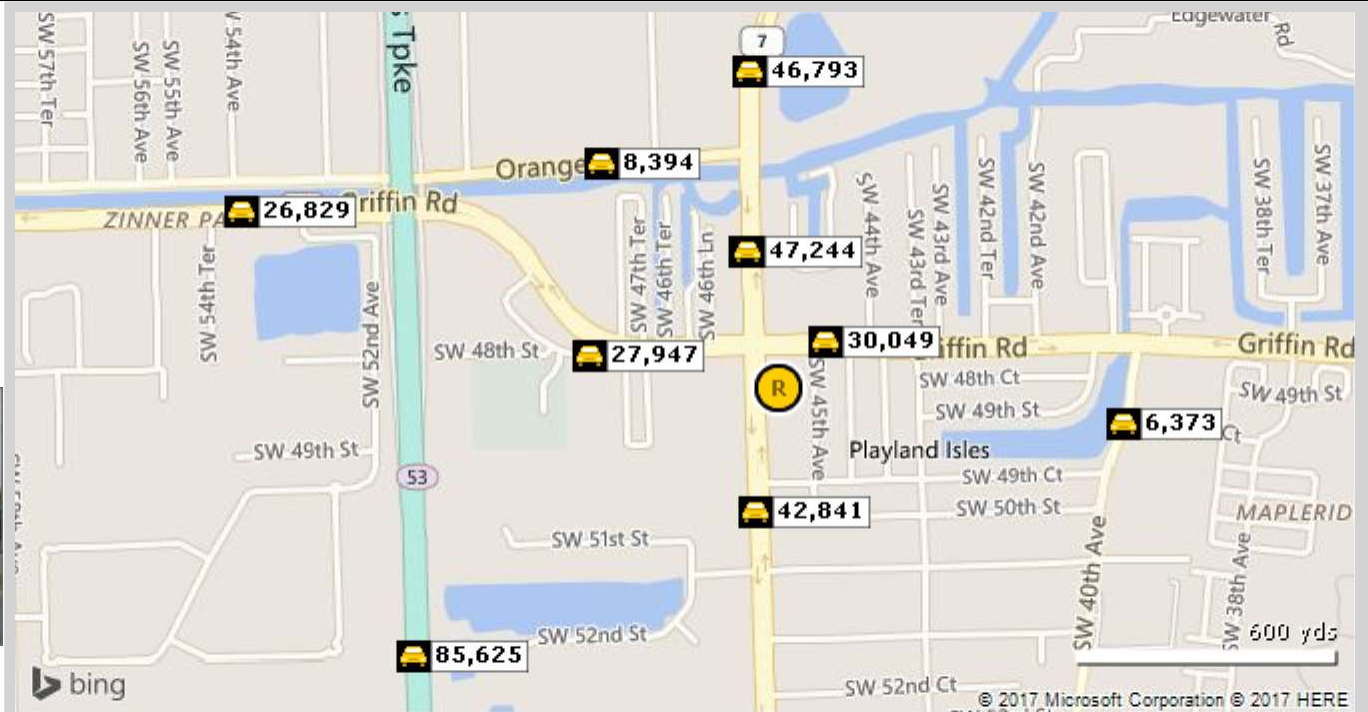 Edgewater Rd
SW 57th Ter
SW 56th Ave
SW 55th Ave
V 54th Ave
s Tpke
7
46,793
Orange
8,394
riffin Rd
ZINNER PA
26,829
SW 54th Ter
SW 52nd Ave
SW 47th Ter
SW 46th Ter
SW 46th Ln
47,244
SW 44th Ave
SW 43rd Ter
SW 43rd Ave
SW 42nd Ter
SW 42nd Ave
SW 38th Ter
SW 37th Ave
SW 48th St
27,947
30,049
iffin Rd
Griffin Rd
R
SW 45th Ave
SW 48th Ct
SW 49th St
SW 49th St
6,373
Ct
Playland Isles
SW 49th St
53
SW 49th Ct
42,841
SW 50th St
MAPLERID
SW 51st St
SW 40th Ave
SW 38th Ave
SW 52nd St
600 yds
85,625
bing
SW 52nd Ct
© 2017 Microsoft Corporation © 2017 HERE